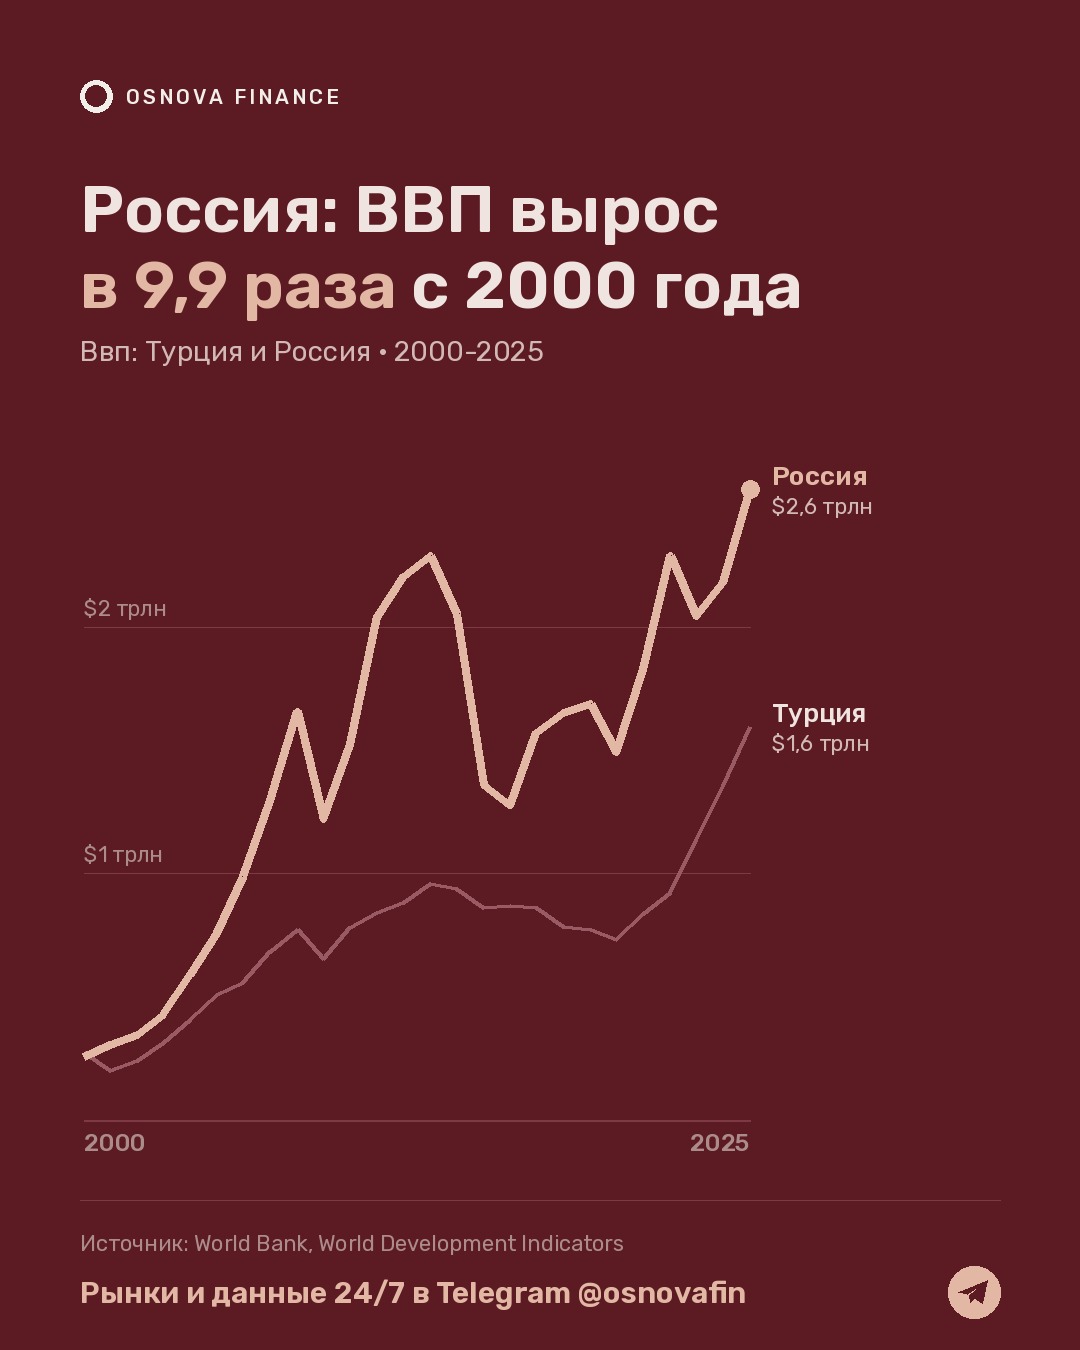 OSNOVA FINANCE
Россия: ВВП вырос
в 9,9 раза с 2000 года
Ввп: Турция и Россия • 2000-2025
Россия
$2,6 трлн
$2 трлн
Турция
$1,6 трлн
$1 трлн
2000
2025
Источник: World Bank, World Development Indicators
Рынки и данные 24/7 в Telegram @osnovafin